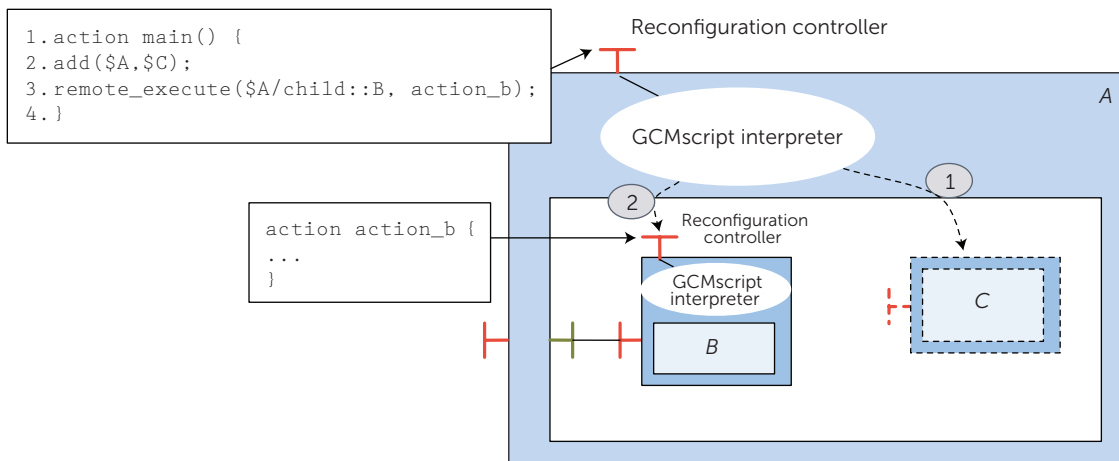 Reconfiguration controller
1.action main() {
2.add($A,$C);
3.remote_execute($A/child::B, action_b);
4.}
A
GCMscript interpreter
1
2
action action_b {
...
}
Reconfiguration
controller
GCMscript
interpreter
B
C